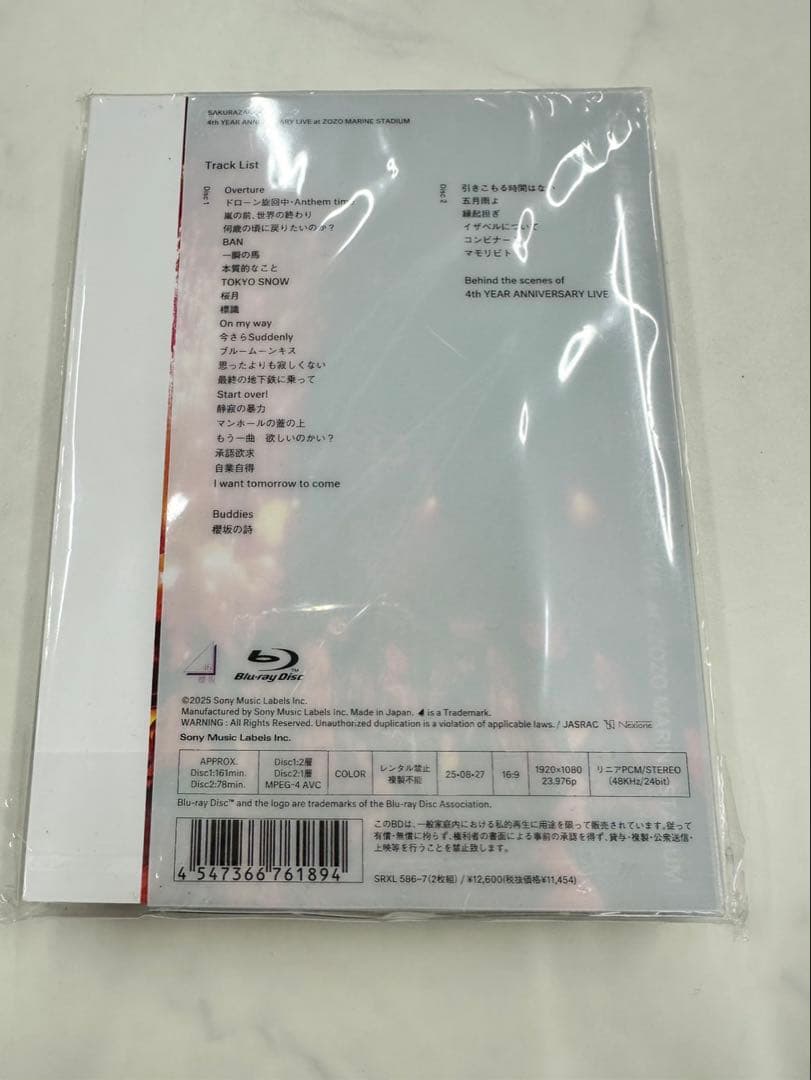 SAKURAZAKA
4th YEAR ANNIVERSARY LIVE at ZOZO MARINE STADIUM
Track List
Disc 1
Overture
ドローン旋回中・Anthem time
嵐の前、世界の終わり
何歳の頃に戻りたいのか？
BAN
一瞬の馬
本質的なこと
TOKYO SNOW
桜月
標識
On my way
今さらSuddenly
ブルームーンキス
思ったよりも寂しくない
最終の地下鉄に乗って
Start over!
静寂の暴力
マンホールの蓋の上
もう一曲 欲しいのかい？
承認欲求
自業自得
I want tomorrow to come
Buddies
櫻坂の詩
Disc 2
引きこもる時間はな
五月雨よ
縁起担ぎ
イザベルについて
コンビナー
マモリビト
Behind the scenes of
4th YEAR ANNIVERSARY LIVE
Blu-ray Disc™
©2025 Sony Music Labels Inc.
Manufactured by Sony Music Labels Inc. Made in Japan. is a Trademark.
WARNING : All Rights Reserved. Unauthorized duplication is a violation of applicable laws. / JASRAC Nexione
Sony Music Labels Inc.
APPROX. Disc1:161min. Disc2:78min.
Disc1:2層 Disc2:1層 MPEG-4 AVC
COLOR
レンタル禁止 複製不能
25・08・27
16:9
1920×1080 23.976p
リニアPCM/STEREO (48KHz/24bit)
Blu-ray Disc™ and the logo are trademarks of the Blu-ray Disc Association.
このBDは、一般家庭内における私的再生に用途を限って販売されています。従って
有償・無償に拘らず、権利者の書面による事前の承認を得ず、貸与・複製・公衆送信・
上映等を行うことを禁止致します。
4 547366 761894
SRXL 586~7(2枚組) / ¥12,600(税抜価格¥11,454)